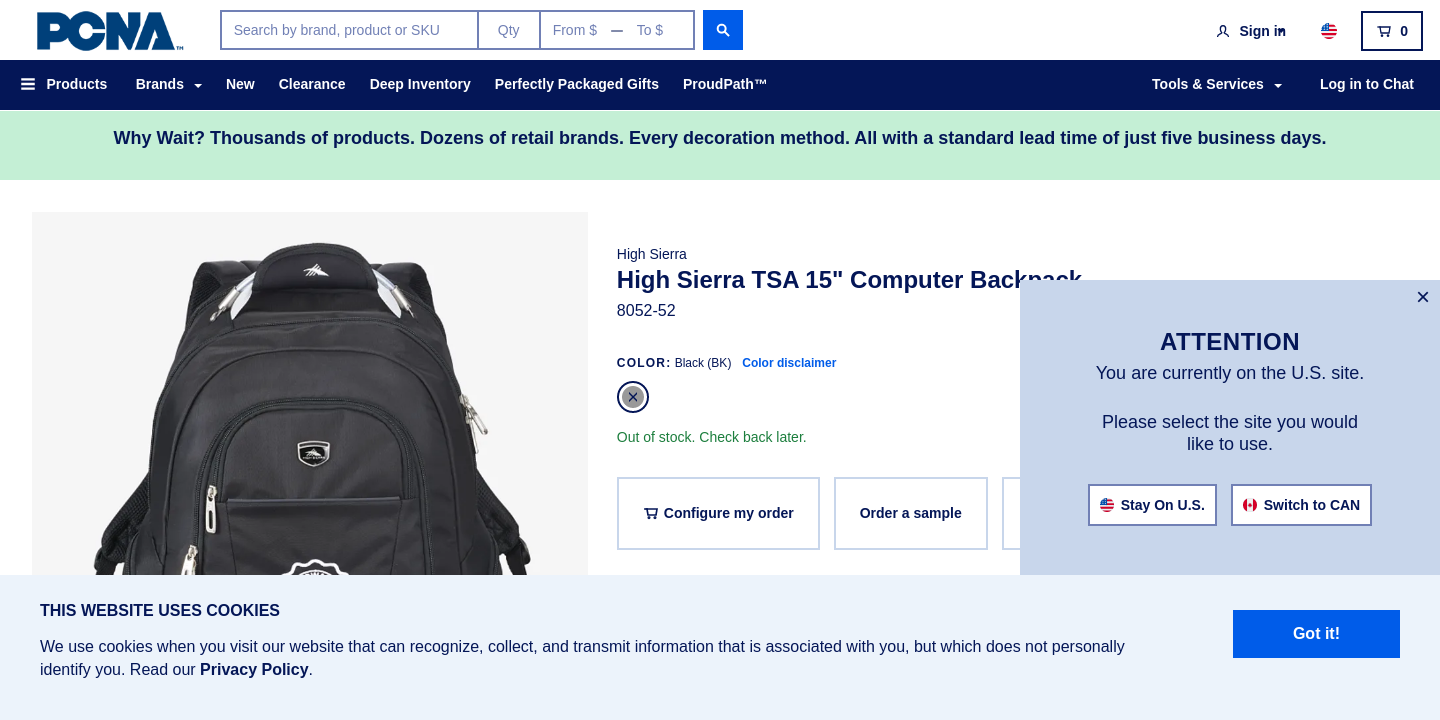 PCNA™
Search by brand, product or SKU
Qty
From $ — To $
Sign in
0
Products
Brands
New
Clearance
Deep Inventory
Perfectly Packaged Gifts
ProudPath™
Tools & Services
Log in to Chat
Why Wait? Thousands of products. Dozens of retail brands. Every decoration method. All with a standard lead time of just five business days.
High Sierra
High Sierra TSA 15" Computer Backpack
8052-52
COLOR: Black (BK) Color disclaimer
Out of stock. Check back later.
Configure my order
Order a sample
×
ATTENTION
You are currently on the U.S. site.
Please select the site you would
like to use.
Stay On U.S.
Switch to CAN
THIS WEBSITE USES COOKIES
We use cookies when you visit our website that can recognize, collect, and transmit information that is associated with you, but which does not personally
identify you. Read our Privacy Policy.
Got it!